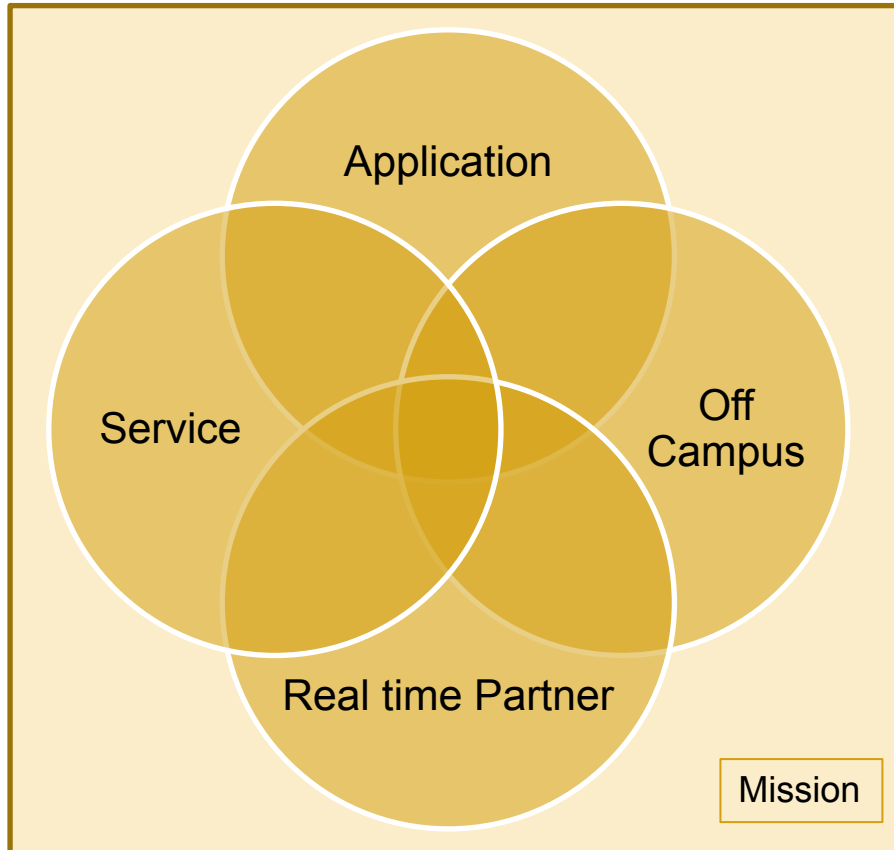 Application
Service
Off
Campus
Real time Partner
Mission